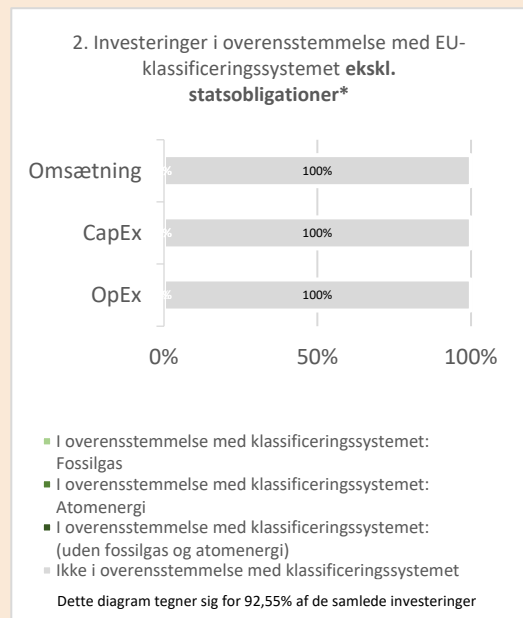 2. Investeringer i overensstemmelse med EU-
klassificeringssystemet ekskl.
statsobligationer*
Omsætning
100%
CapEx
100%
OpEx
100%
0%
50%
100%
I overensstemmelse med klassificeringssystemet:
Fossilgas
I overensstemmelse med klassificeringssystemet:
Atomenergi
I overensstemmelse med klassificeringssystemet:
(uden fossilgas og atomenergi)
Ikke i overensstemmelse med klassificeringssystemet
Dette diagram tegner sig for 92,55% af de samlede investeringer